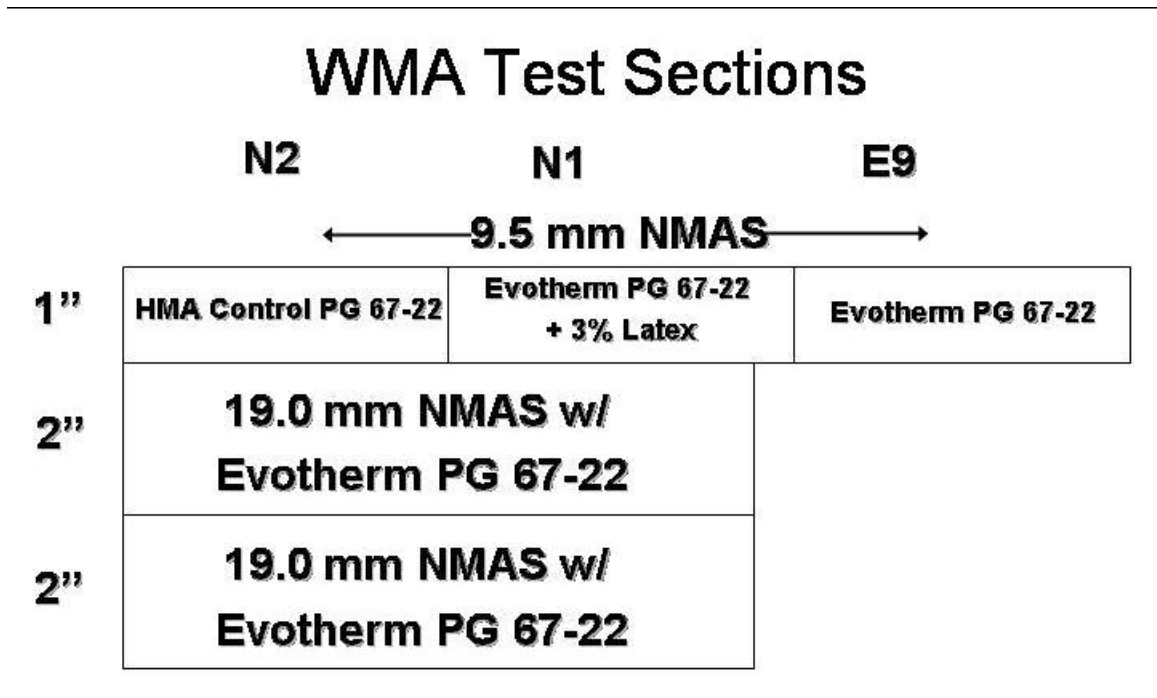 WMA Test Sections
N2 N1 E9
9.5 mm NMAS
1” HMA Control PG 67-22 Evotherm PG 67-22 Evotherm PG 67-22
+ 3% Latex
2” 19.0 mm NMAS w/
Evotherm PG 67-22
2” 19.0 mm NMAS w/
Evotherm PG 67-22